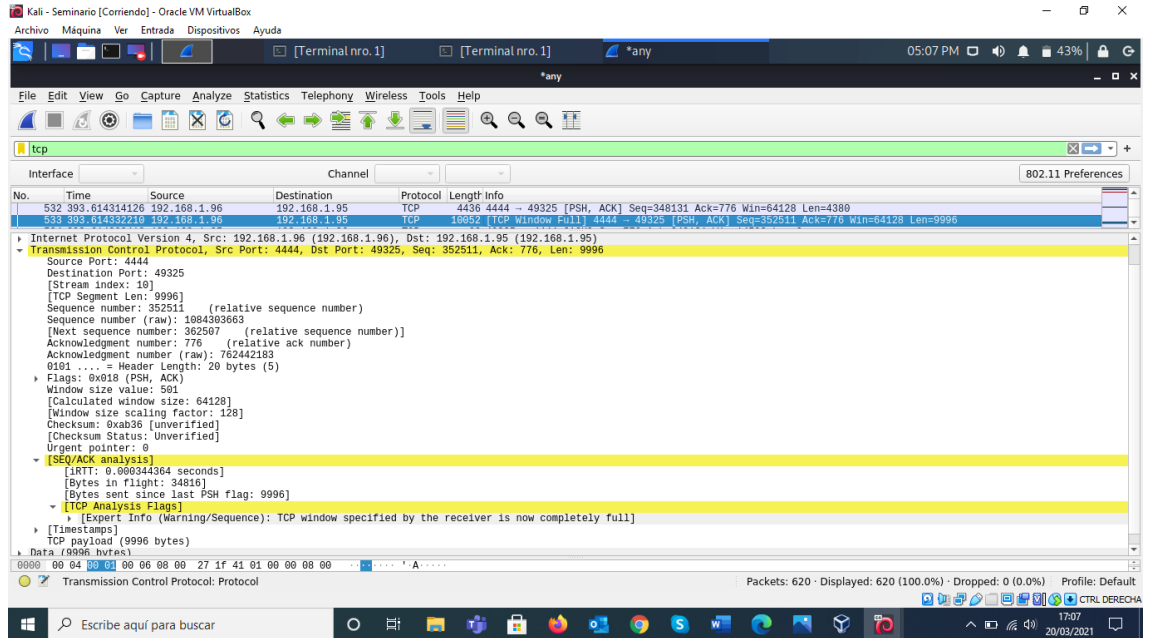 Kali - Seminario [Corriendo] - Oracle VM VirtualBox
Archivo Máquina Ver Entrada Dispositivos Ayuda
[Terminal nro. 1] [Terminal nro. 1] *any 05:07 PM 43%
*any
File Edit View Go Capture Analyze Statistics Telephony Wireless Tools Help
tcp
Interface Channel 802.11 Preferences
No. Time Source Destination Protocol Length Info
532 393.614314126 192.168.1.96 192.168.1.95 TCP 4436 4444 → 49325 [PSH, ACK] Seq=348131 Ack=776 Win=64128 Len=4380
533 393.614332210 192.168.1.96 192.168.1.95 TCP 10052 [TCP Window Full] 4444 → 49325 [PSH, ACK] Seq=352511 Ack=776 Win=64128 Len=9996
Internet Protocol Version 4, Src: 192.168.1.96 (192.168.1.96), Dst: 192.168.1.95 (192.168.1.95)
Transmission Control Protocol, Src Port: 4444, Dst Port: 49325, Seq: 352511, Ack: 776, Len: 9996
Source Port: 4444
Destination Port: 49325
[Stream index: 10]
[TCP Segment Len: 9996]
Sequence number: 352511 (relative sequence number)
Sequence number (raw): 1084303663
[Next sequence number: 362507 (relative sequence number)]
Acknowledgment number: 776 (relative ack number)
Acknowledgment number (raw): 762442183
0101 .... = Header Length: 20 bytes (5)
Flags: 0x018 (PSH, ACK)
Window size value: 501
[Calculated window size: 64128]
[Window size scaling factor: 128]
Checksum: 0xab36 [unverified]
[Checksum Status: Unverified]
Urgent pointer: 0
[SEQ/ACK analysis]
[iRTT: 0.000344364 seconds]
[Bytes in flight: 34816]
[Bytes sent since last PSH flag: 9996]
[TCP Analysis Flags]
[Expert Info (Warning/Sequence): TCP window specified by the receiver is now completely full]
[Timestamps]
TCP payload (9996 bytes)
Data (9996 bytes)
0000 00 04 00 01 00 06 08 00 27 1f 41 01 00 00 08 00 ········ '·A·····
Transmission Control Protocol: Protocol Packets: 620 · Displayed: 620 (100.0%) · Dropped: 0 (0.0%) Profile: Default
CTRL DERECHA
Escribe aquí para buscar 17:07
20/03/2021